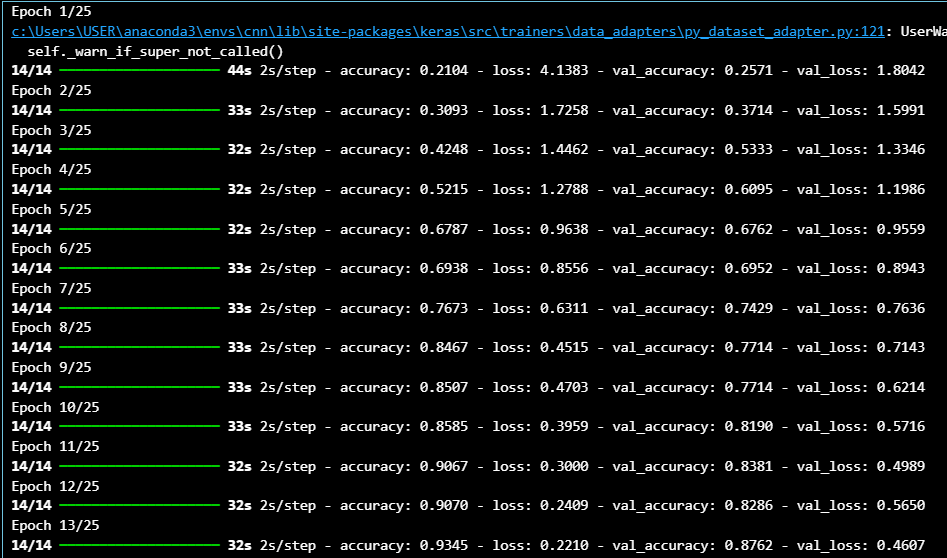 Epoch 1/25
c:\Users\USER\anaconda3\envs\cnn\lib\site-packages\keras\src\trainers\data_adapters\py_dataset_adapter.py:121: UserWa
self._warn_if_super_not_called()
14/14 44s 2s/step - accuracy: 0.2104 - loss: 4.1383 - val_accuracy: 0.2571 - val_loss: 1.8042
Epoch 2/25
14/14 33s 2s/step - accuracy: 0.3093 - loss: 1.7258 - val_accuracy: 0.3714 - val_loss: 1.5991
Epoch 3/25
14/14 32s 2s/step - accuracy: 0.4248 - loss: 1.4462 - val_accuracy: 0.5333 - val_loss: 1.3346
Epoch 4/25
14/14 32s 2s/step - accuracy: 0.5215 - loss: 1.2788 - val_accuracy: 0.6095 - val_loss: 1.1986
Epoch 5/25
14/14 32s 2s/step - accuracy: 0.6787 - loss: 0.9638 - val_accuracy: 0.6762 - val_loss: 0.9559
Epoch 6/25
14/14 33s 2s/step - accuracy: 0.6938 - loss: 0.8556 - val_accuracy: 0.6952 - val_loss: 0.8943
Epoch 7/25
14/14 33s 2s/step - accuracy: 0.7673 - loss: 0.6311 - val_accuracy: 0.7429 - val_loss: 0.7636
Epoch 8/25
14/14 33s 2s/step - accuracy: 0.8467 - loss: 0.4515 - val_accuracy: 0.7714 - val_loss: 0.7143
Epoch 9/25
14/14 33s 2s/step - accuracy: 0.8507 - loss: 0.4703 - val_accuracy: 0.7714 - val_loss: 0.6214
Epoch 10/25
14/14 33s 2s/step - accuracy: 0.8585 - loss: 0.3959 - val_accuracy: 0.8190 - val_loss: 0.5716
Epoch 11/25
14/14 32s 2s/step - accuracy: 0.9067 - loss: 0.3000 - val_accuracy: 0.8381 - val_loss: 0.4989
Epoch 12/25
14/14 32s 2s/step - accuracy: 0.9070 - loss: 0.2409 - val_accuracy: 0.8286 - val_loss: 0.5650
Epoch 13/25
14/14 32s 2s/step - accuracy: 0.9345 - loss: 0.2210 - val_accuracy: 0.8762 - val_loss: 0.4607